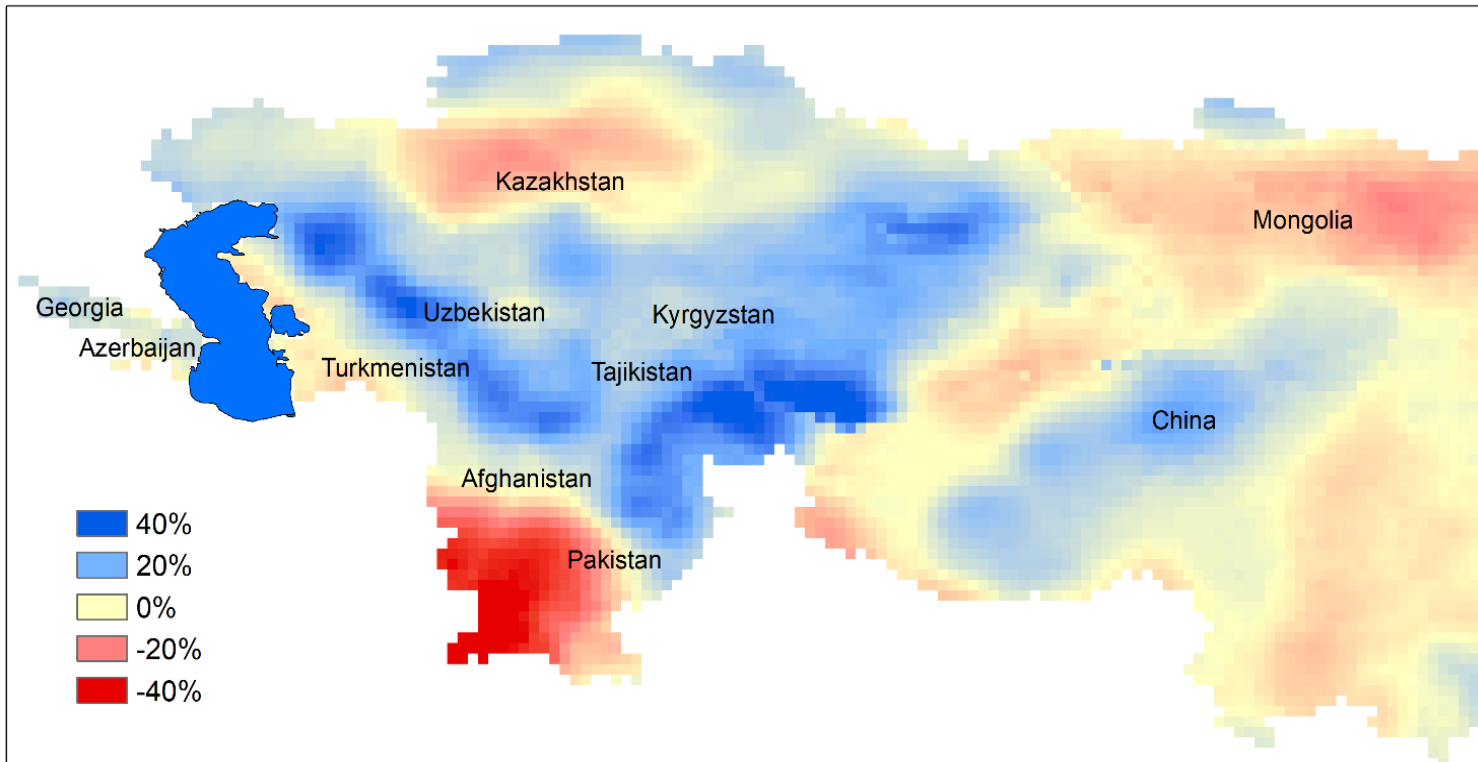 Kazakhstan
Mongolia
Georgia
Uzbekistan
Kyrgyzstan
Azerbaijan
Turkmenistan
Tajikistan
China
Afghanistan
Pakistan
40%
20%
0%
-20%
-40%